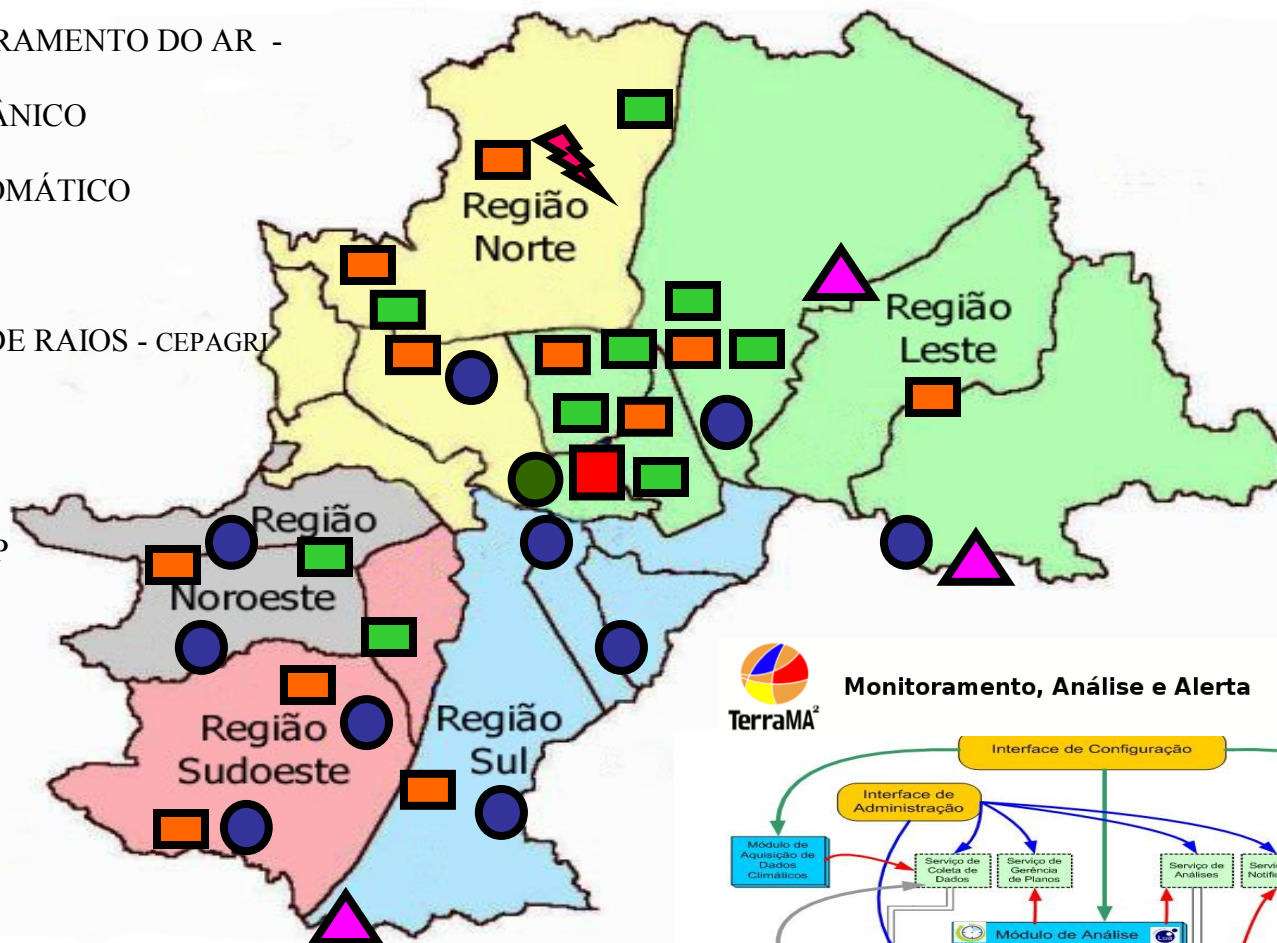 RAMENTO DO AR -
ÂNICO
OMÁTICO
DE RAIOS - CEPAGRI
P
Região
Norte
Região
Leste
Região
Noroeste
Região
Sudoeste
Região
Sul
TerraMA²
Monitoramento, Análise e Alerta
Interface de Configuração
Interface de
Administração
Módulo de
Aquisição de
Dados
Climáticos
Serviço de
Coleta de
Dados
Serviço de
Gerência
de Planos
Serviço de
Análises
Servi
Notific
Módulo de Análise